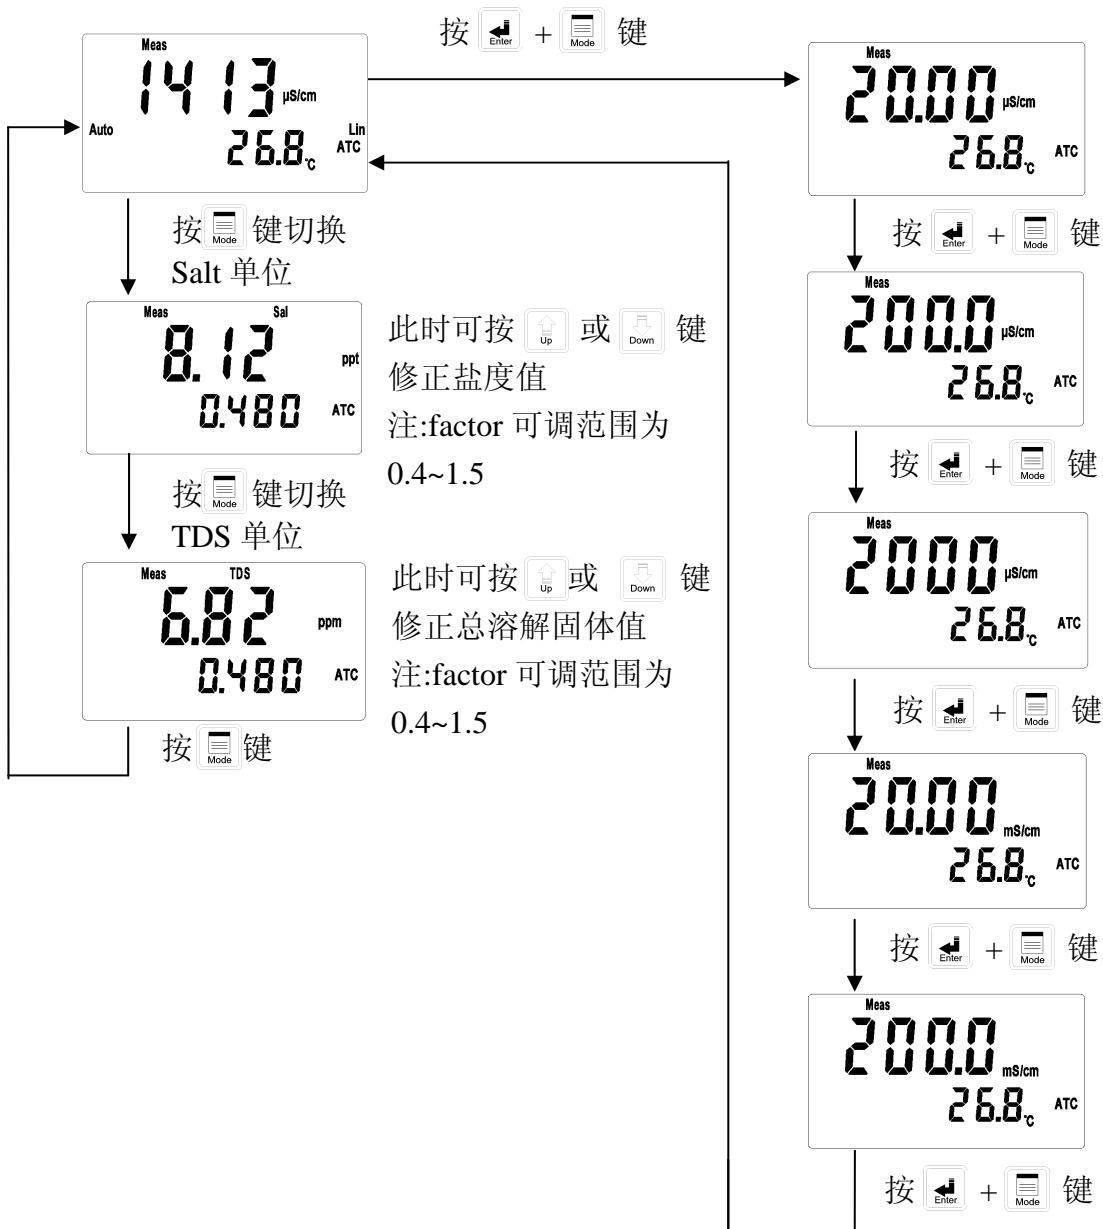 按 Enter + Mode 键
Meas
1413 µS/cm
Auto
Lin
26.8 ℃ ATC
按 Mode 键切换
Salt 单位
Meas Sal
8.12 ppt
0.480 ATC
此时可按 Up 或 Down 键
修正盐度值
注:factor 可调范围为
0.4~1.5
按 Mode 键切换
TDS 单位
Meas TDS
6.82 ppm
0.480 ATC
此时可按 Up 或 Down 键
修正总溶解固体值
注:factor 可调范围为
0.4~1.5
按 Mode 键
Meas
20.00 µS/cm
26.8 ℃ ATC
按 Enter + Mode 键
Meas
200.0 µS/cm
26.8 ℃ ATC
按 Enter + Mode 键
Meas
2000 µS/cm
26.8 ℃ ATC
按 Enter + Mode 键
Meas
20.00 mS/cm
26.8 ℃ ATC
按 Enter + Mode 键
Meas
200.0 mS/cm
26.8 ℃ ATC
按 Enter + Mode 键